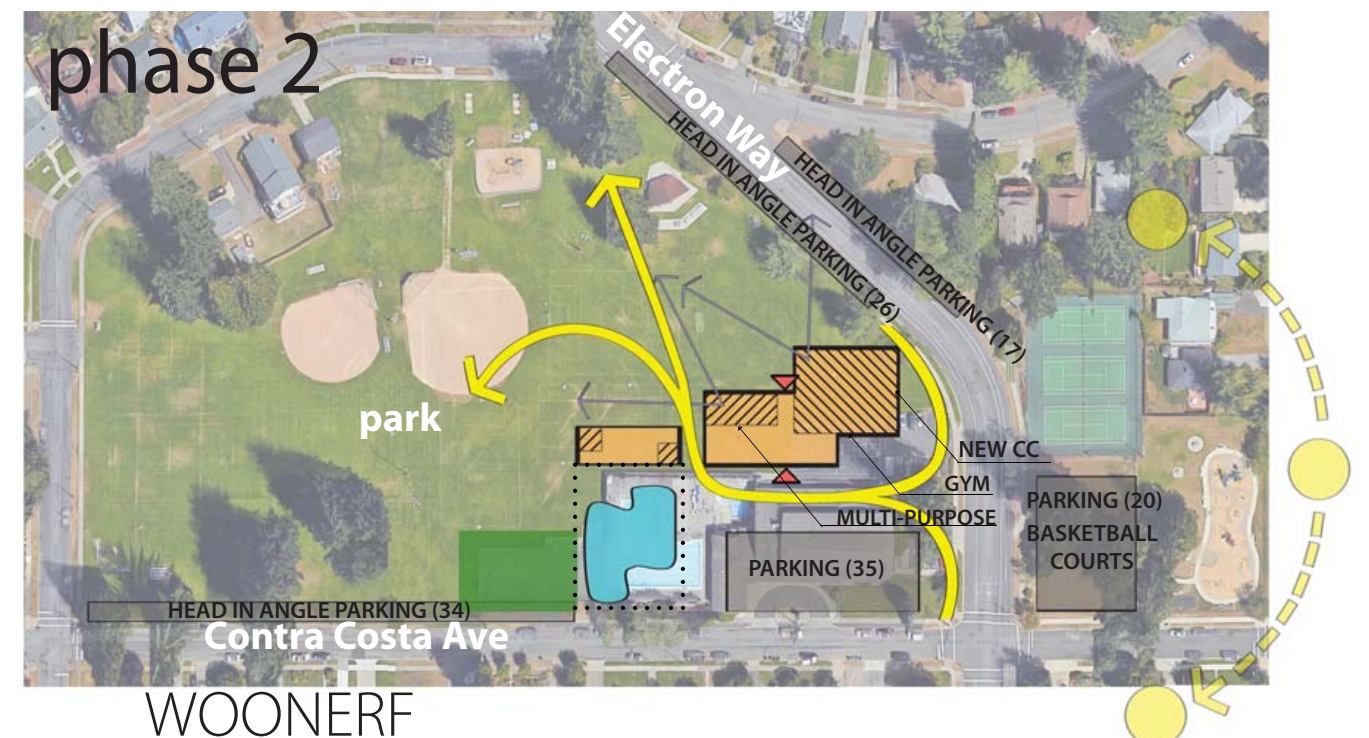 phase 2
Electron Way
HEAD IN ANGLE PARKING (26)
HEAD IN ANGLE PARKING (17)
park
NEW CC
GYM
MULTI-PURPOSE
PARKING (20)
BASKETBALL
COURTS
PARKING (35)
HEAD IN ANGLE PARKING (34)
Contra Costa Ave
WOONERF